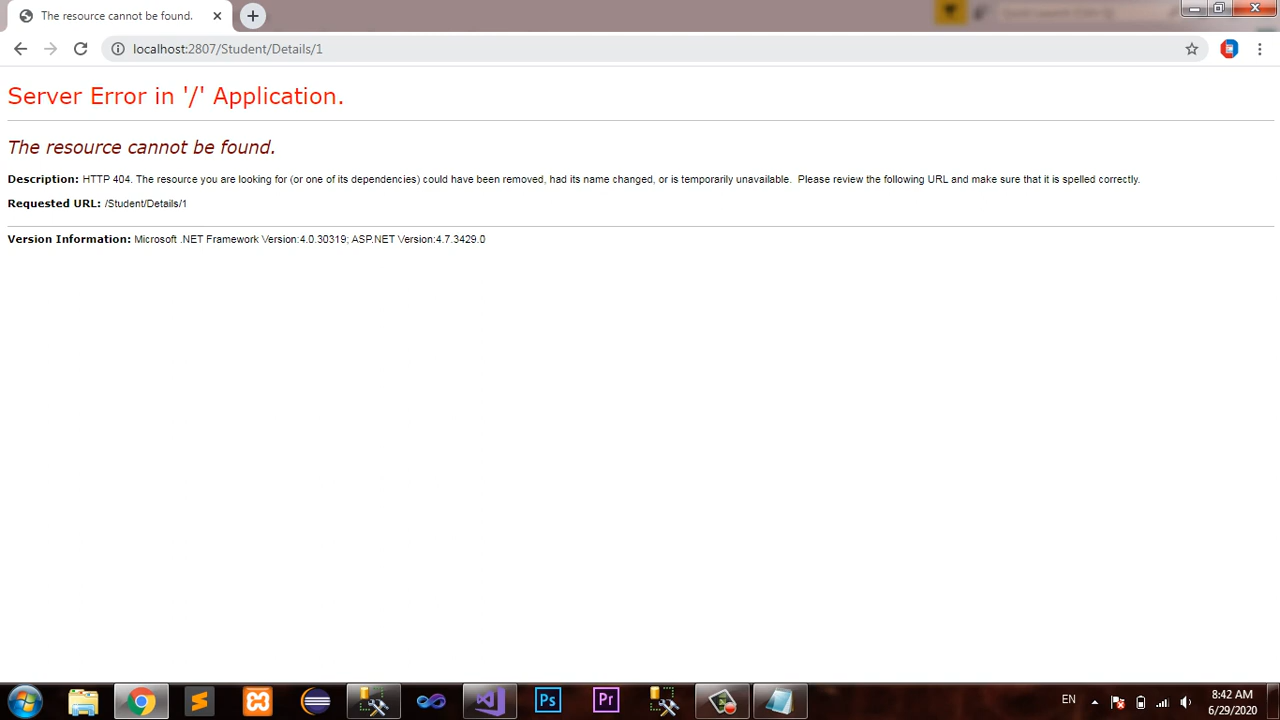 The resource cannot be found.
localhost:2807/Student/Details/1
Server Error in '/' Application.
The resource cannot be found.
Description: HTTP 404. The resource you are looking for (or one of its dependencies) could have been removed, had its name changed, or is temporarily unavailable.  Please review the following URL and make sure that it is spelled correctly.
Requested URL: /Student/Details/1
Version Information: Microsoft .NET Framework Version:4.0.30319; ASP.NET Version:4.7.3429.0
Ps
Pr
EN
8:42 AM
6/29/2020